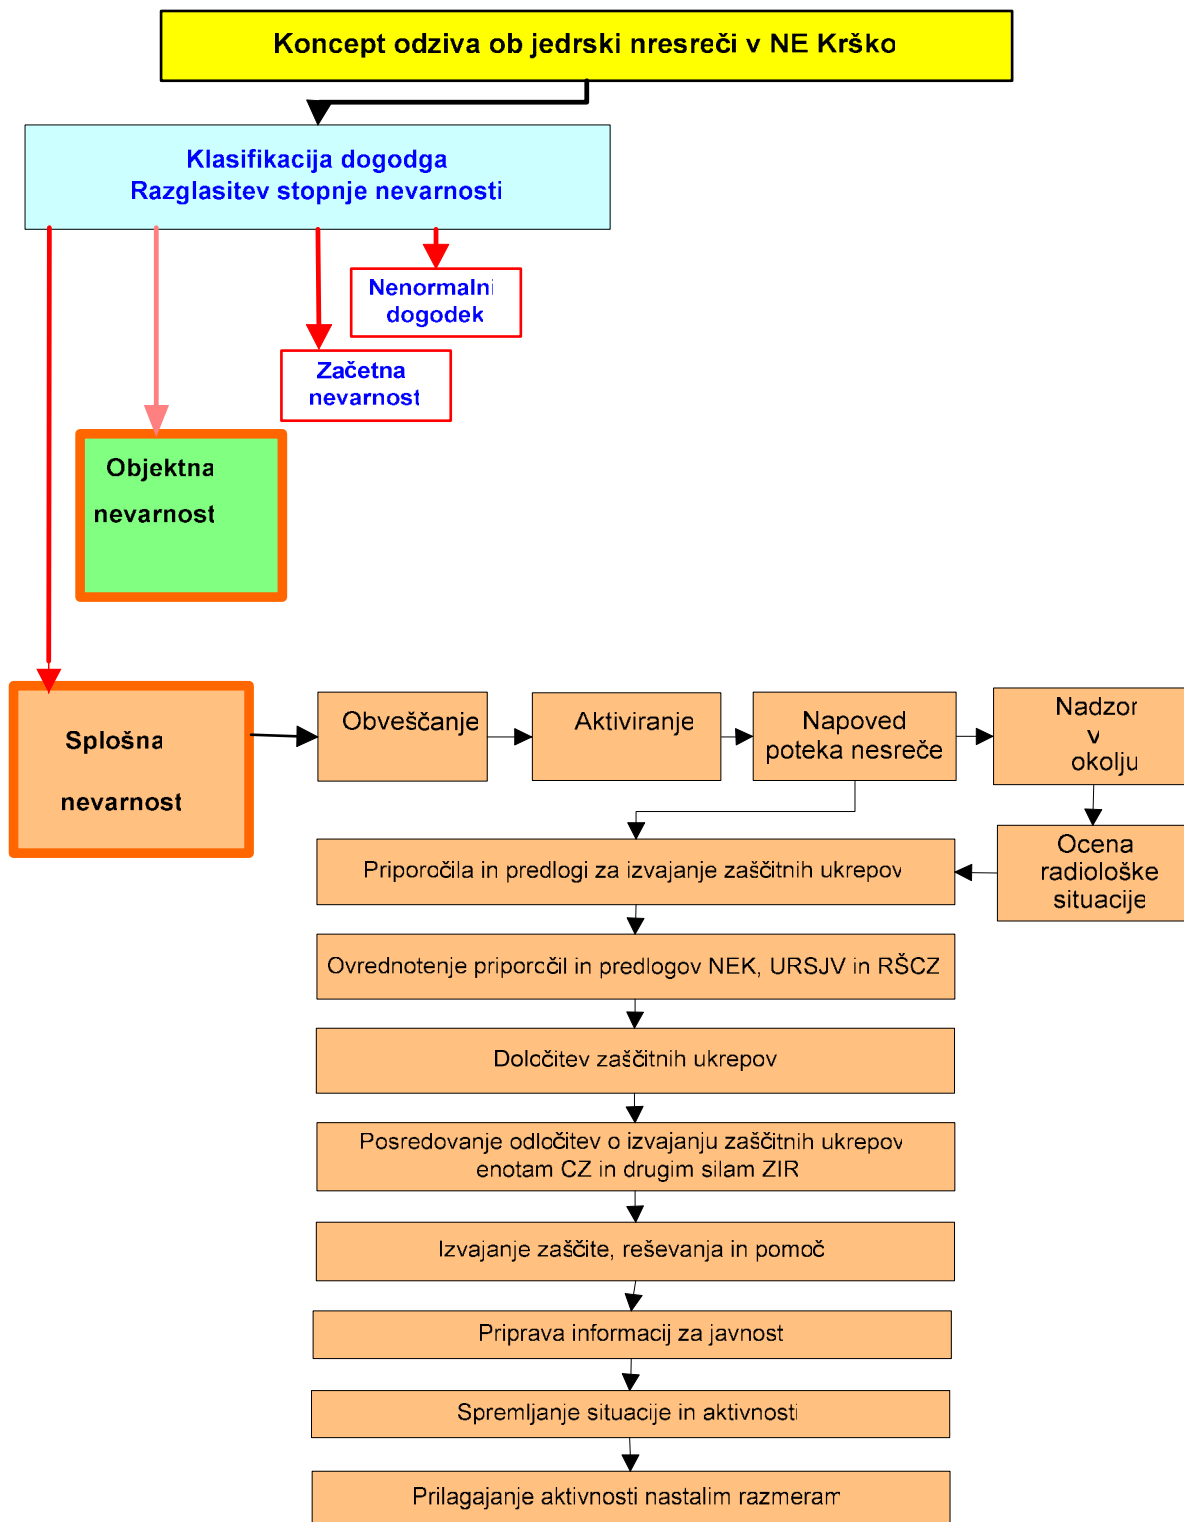 Koncept odziva ob jedrski nresreči v NE Krško
Klasifikacija dogodga
Razglasitev stopnje nevarnosti
Nenormalni
dogodek
Začetna
nevarnost
Objektna
nevarnost
Splošna
nevarnost
Obveščanje
Aktiviranje
Napoved
poteka nesreče
Nadzor
v
okolju
Ocena
radiološke
situacije
Priporočila in predlogi za izvajanje zaščitnih ukrepov
Ovrednotenje priporočil in predlogov NEK, URSJV in RŠCZ
Določitev zaščitnih ukrepov
Posredovanje odločitev o izvajanju zaščitnih ukrepov
enotam CZ in drugim silam ZIR
Izvajanje zaščite, reševanja in pomoč
Priprava informacij za javnost
Spremljanje situacije in aktivnosti
Prilagajanje aktivnosti nastalim razmeram